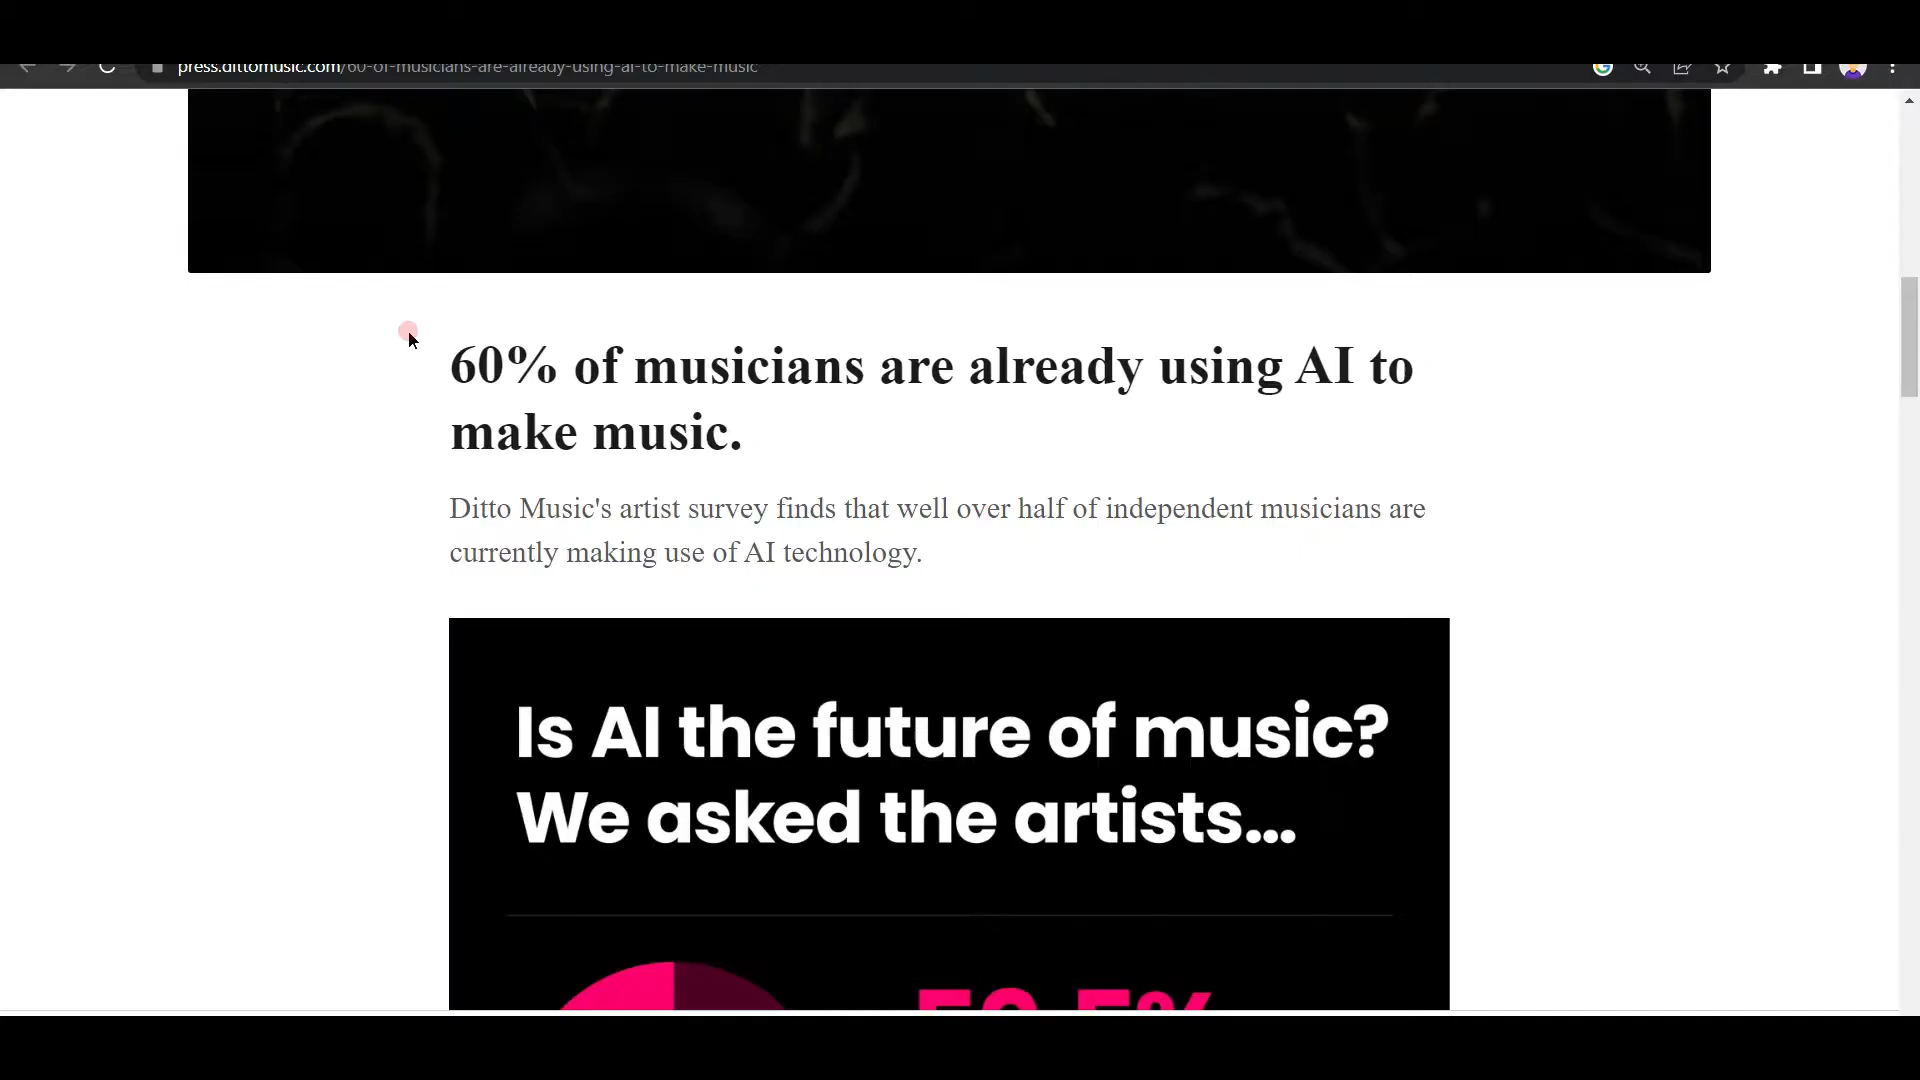 press.dittomusic.com/60-of-musicians-are-already-using-ai-to-make-music
60% of musicians are already using AI to
make music.
Ditto Music's artist survey finds that well over half of independent musicians are
currently making use of AI technology.
Is AI the future of music?
We asked the artists...